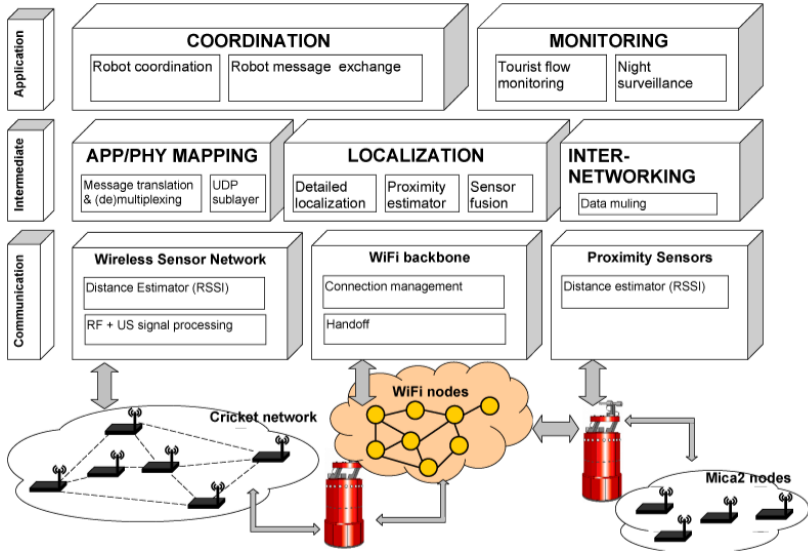 Application
COORDINATION
Robot coordination
Robot message exchange
MONITORING
Tourist flow
monitoring
Night
surveillance
Intermediate
APP/PHY MAPPING
Message translation
& (de)multiplexing
UDP
sublayer
LOCALIZATION
Detailed
localization
Proximity
estimator
Sensor
fusion
INTER-
NETWORKING
Data muling
Communication
Wireless Sensor Network
Distance Estimator (RSSI)
RF + US signal processing
WiFi backbone
Connection management
Handoff
Proximity Sensors
Distance estimator (RSSI)
Cricket network
WiFi nodes
Mica2 nodes